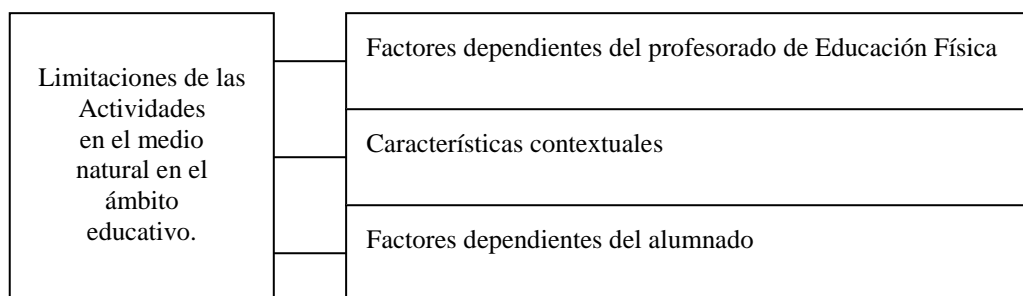 Limitaciones de las
Actividades
en el medio
natural en el
ámbito
educativo.
Factores dependientes del profesorado de Educación Física
Características contextuales
Factores dependientes del alumnado